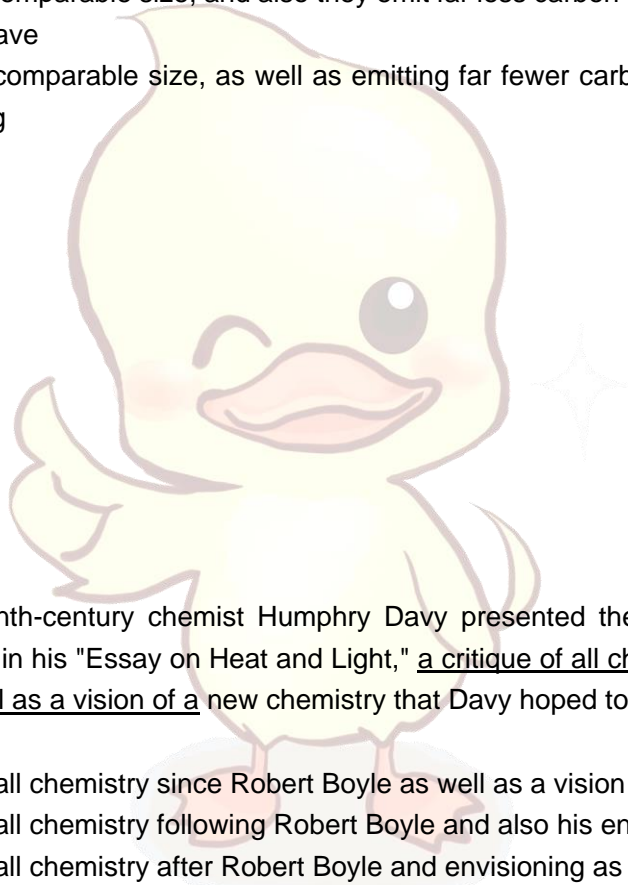 comparable size, and also they emit far less carbon
ave
comparable size, as well as emitting far fewer carb
g
nth-century chemist Humphry Davy presented the
in his "Essay on Heat and Light," a critique of all ch
l as a vision of a new chemistry that Davy hoped to
all chemistry since Robert Boyle as well as a vision
all chemistry following Robert Boyle and also his en
all chemistry after Robert Boyle and envisioning as